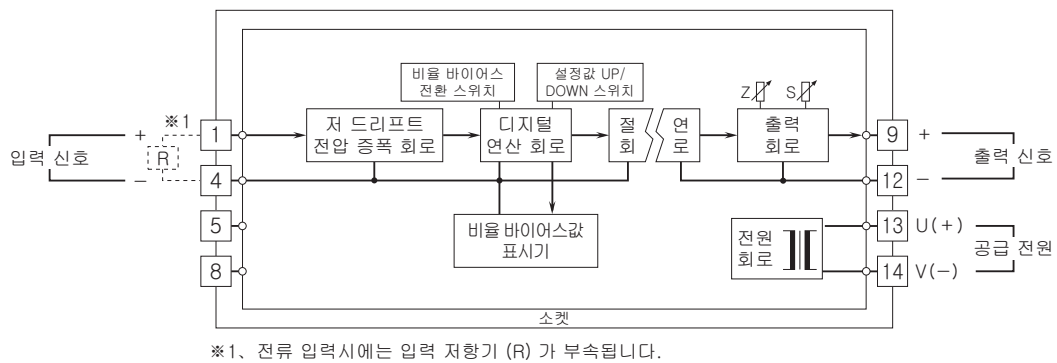 비율 바이어스
전환 스위치
설정값 UP/
DOWN 스위치
※1
Z
S
1
+
R
입력 신호
−
4
저 드리프트
전압 증폭 회로
디지털
연산 회로
절 연
회 로
출력
회로
9
+
출력 신호
12
−
5
8
비율 바이어스값
표시기
전원
회로
13
U(+)
공급 전원
14
V(−)
소켓
※1、전류 입력시에는 입력 저항기 (R) 가 부속됩니다.